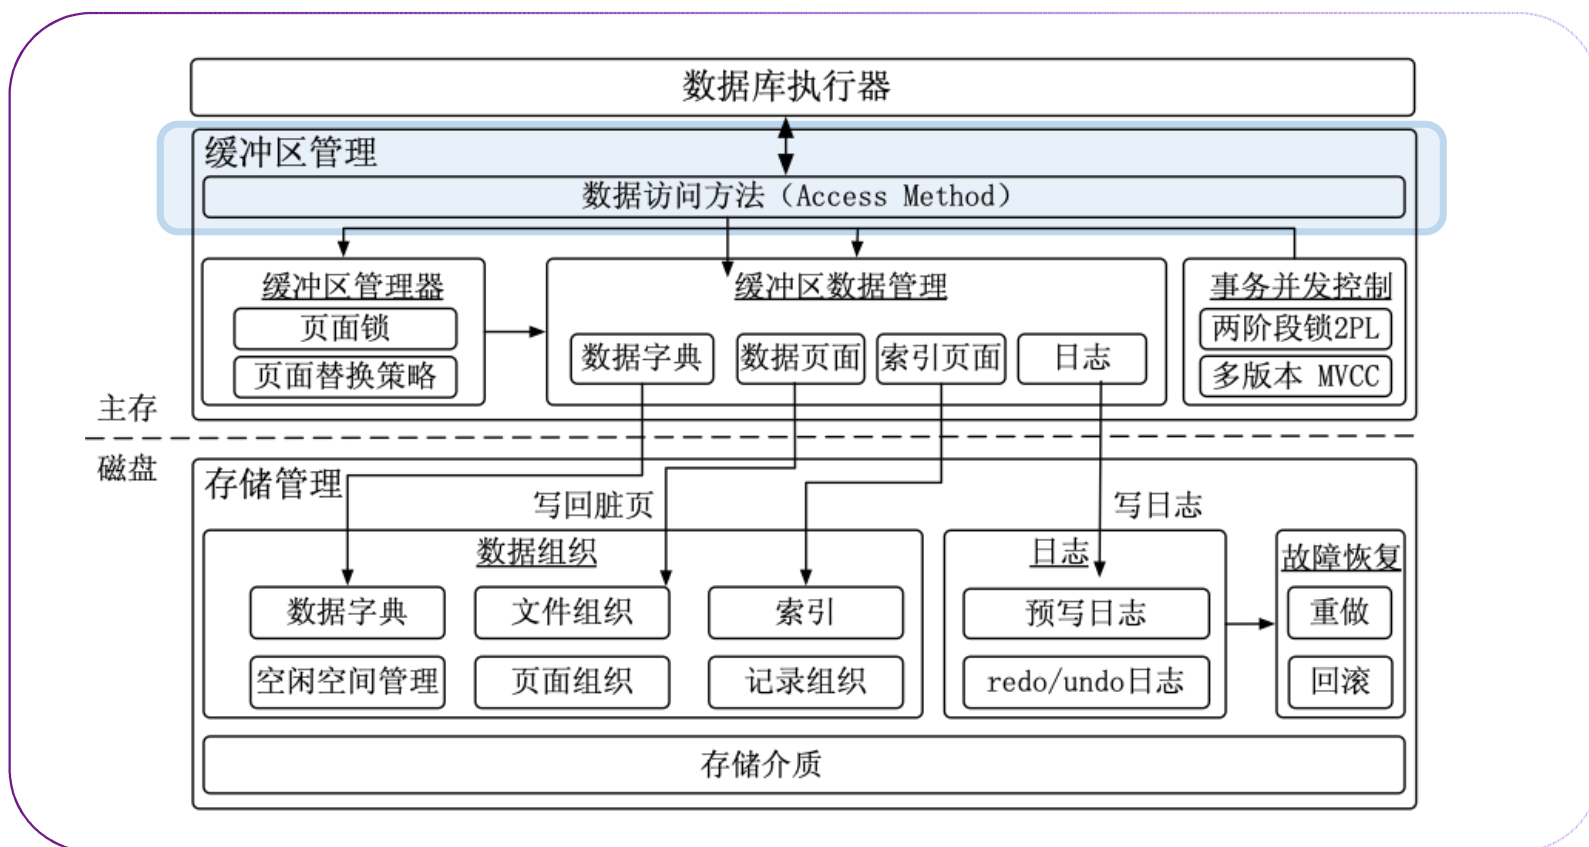 数据库执行器
缓冲区管理
数据访问方法（Access Method）
缓冲区管理器
页面锁
页面替换策略
缓冲区数据管理
数据字典
数据页面
索引页面
日志
事务并发控制
两阶段锁2PL
多版本 MVCC
主存
磁盘
存储管理
写回脏页
写日志
数据组织
数据字典
文件组织
索引
空闲空间管理
页面组织
记录组织
日志
预写日志
redo/undo日志
故障恢复
重做
回滚
存储介质